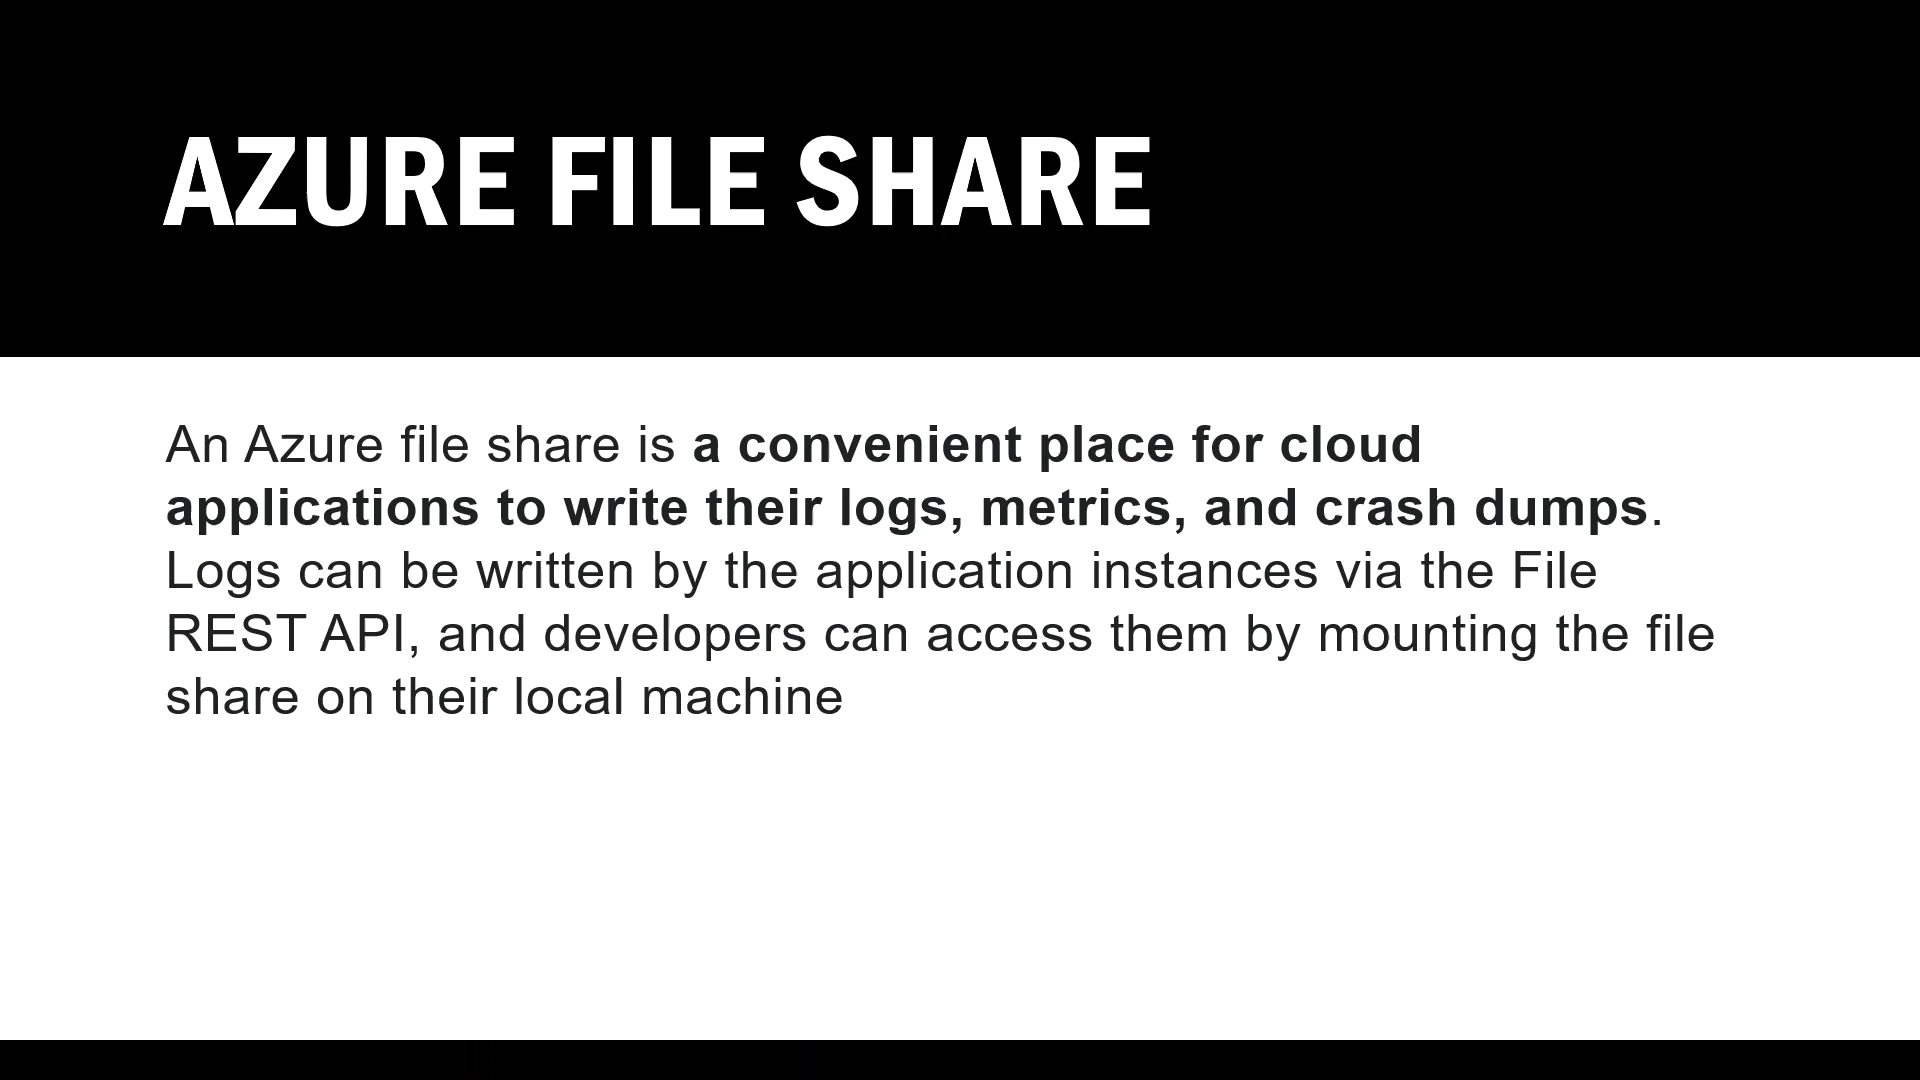 AZURE FILE SHARE
An Azure file share is a convenient place for cloud
applications to write their logs, metrics, and crash dumps.
Logs can be written by the application instances via the File
REST API, and developers can access them by mounting the file
share on their local machine